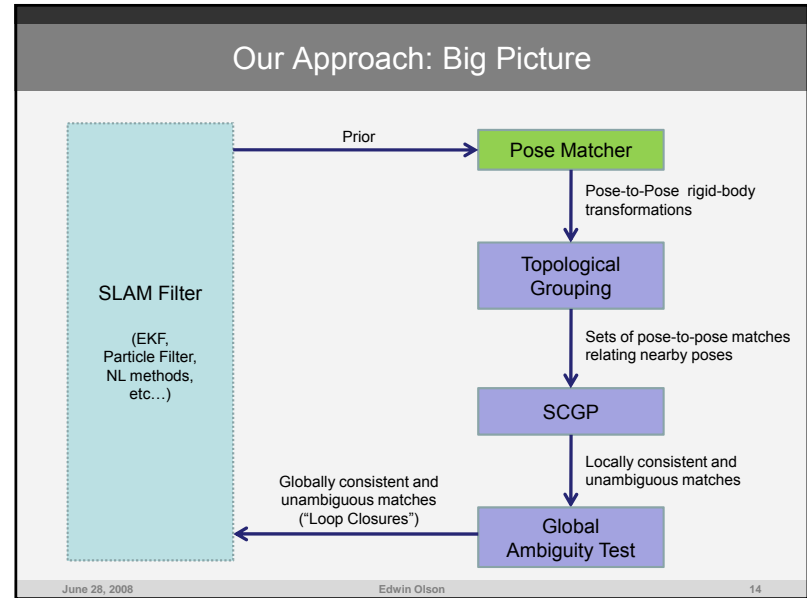 Our Approach: Big Picture
Prior
Pose Matcher
Pose-to-Pose rigid-body
transformations
Topological
Grouping
SLAM Filter
(EKF,
Particle Filter,
NL methods,
etc…)
Sets of pose-to-pose matches
relating nearby poses
SCGP
Locally consistent and
unambiguous matches
Globally consistent and
unambiguous matches
(“Loop Closures”)
Global
Ambiguity Test
June 28, 2008
Edwin Olson
14